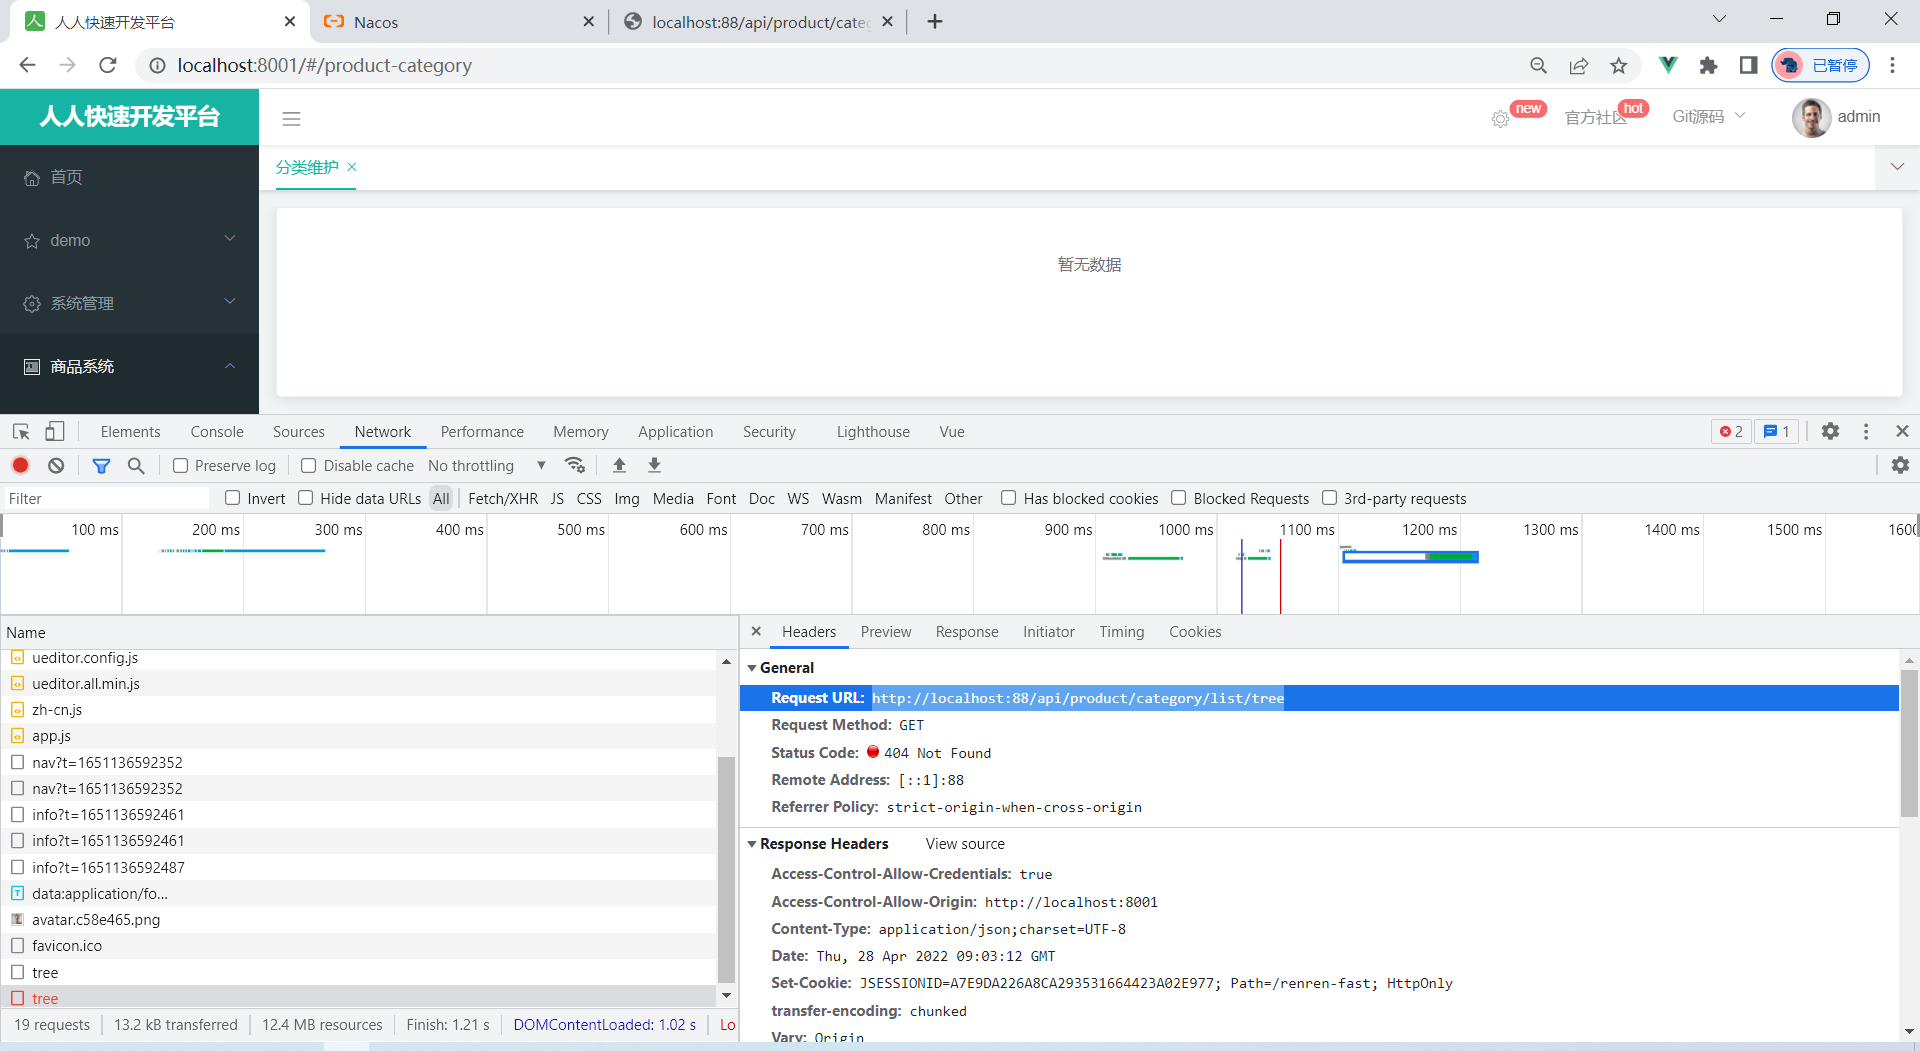 人人快速开发平台
Nacos
localhost:88/api/product/cate
localhost:8001/#/product-category
已暂停
人人快速开发平台
new
官方社区
hot
Git源码
admin
首页
分类维护
demo
系统管理
商品系统
暂无数据
Elements Console Sources Network Performance Memory Application Security Lighthouse Vue
2
1
Preserve log
Disable cache
No throttling
Filter
Invert
Hide data URLs
All
Fetch/XHR JS CSS Img Media Font Doc WS Wasm Manifest Other
Has blocked cookies
Blocked Requests
3rd-party requests
100 ms 200 ms 300 ms 400 ms 500 ms 600 ms 700 ms 800 ms 900 ms 1000 ms 1100 ms 1200 ms 1300 ms 1400 ms 1500 ms 1600
Name
ueditor.config.js
ueditor.all.min.js
zh-cn.js
app.js
nav?t=1651136592352
nav?t=1651136592352
info?t=1651136592461
info?t=1651136592461
info?t=1651136592487
data:application/fo...
avatar.c58e465.png
favicon.ico
tree
tree
19 requests
13.2 kB transferred
12.4 MB resources
Finish: 1.21 s
DOMContentLoaded: 1.02 s
Lo
Headers Preview Response Initiator Timing Cookies
General
Request URL: http://localhost:88/api/product/category/list/tree
Request Method: GET
Status Code: 404 Not Found
Remote Address: [::1]:88
Referrer Policy: strict-origin-when-cross-origin
Response Headers View source
Access-Control-Allow-Credentials: true
Access-Control-Allow-Origin: http://localhost:8001
Content-Type: application/json;charset=UTF-8
Date: Thu, 28 Apr 2022 09:03:12 GMT
Set-Cookie: JSESSIONID=A7E9DA226A8CA293531664423A02E977; Path=/renren-fast; HttpOnly
transfer-encoding: chunked
Vary: Origin